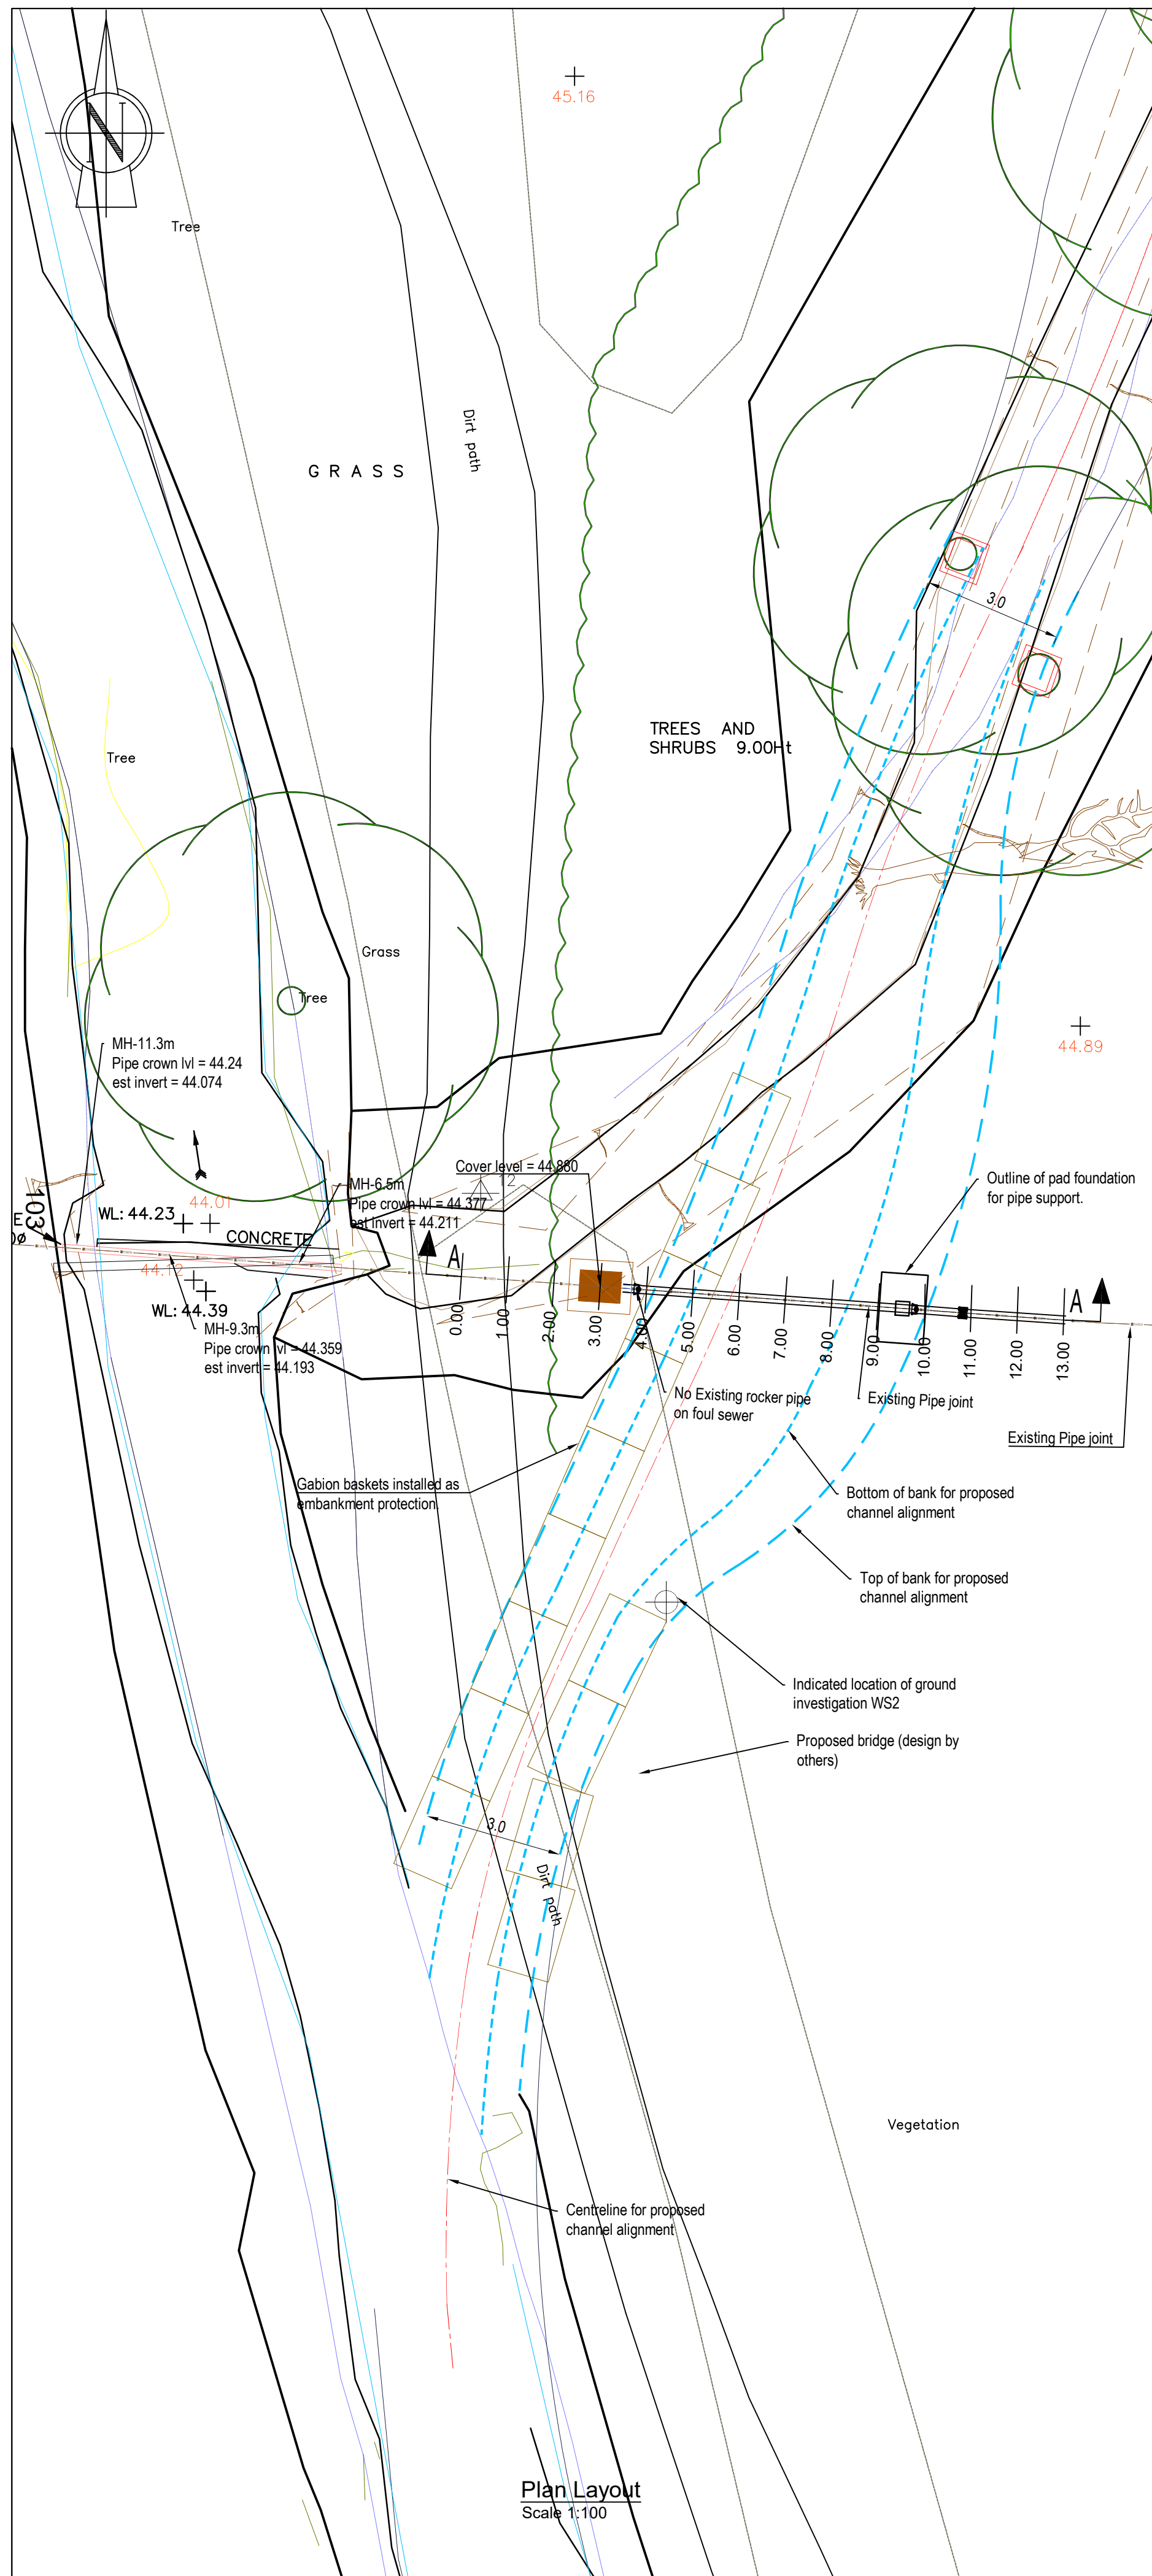 45.16
Tree
Dirt path
G R A S S
3.0
TREES AND
SHRUBS 9.00Ht
Tree
Grass
Tree
MH-11.3m
Pipe crown lvl = 44.24
est invert = 44.074
44.89
Cover level = 44.880
Outline of pad foundation
for pipe support.
MH-6.5m
Pipe crown lvl = 44.377
est invert = 44.211
12
103
44.01
WL: 44.23
CONCRETE
E
0ø
A
A
44.12
WL: 44.39
0.00
1.00
2.00
3.00
4.00
5.00
6.00
7.00
8.00
9.00
10.00
11.00
12.00
13.00
MH-9.3m
Pipe crown lvl = 44.359
est invert = 44.193
No Existing rocker pipe
on foul sewer
Existing Pipe joint
Existing Pipe joint
Gabion baskets installed as
embankment protection.
Bottom of bank for proposed
channel alignment
Top of bank for proposed
channel alignment
Indicated location of ground
investigation WS2
Proposed bridge (design by
others)
3.0
Dirt path
Vegetation
Centreline for proposed
channel alignment
Plan Layout
Scale 1:100